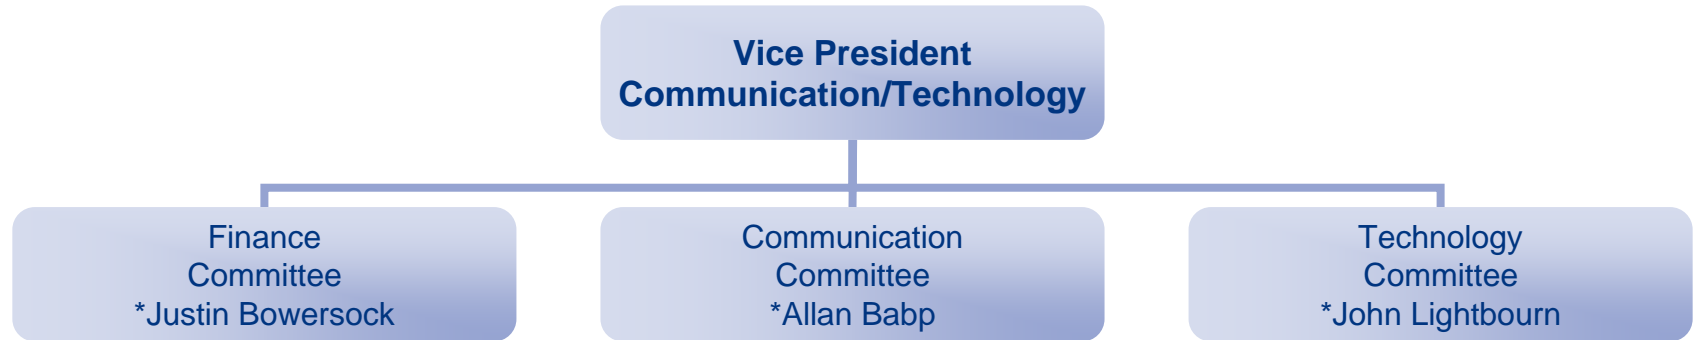 Vice President
Communication/Technology
Finance
Committee
*Justin Bowersock
Communication
Committee
*Allan Babp
Technology
Committee
*John Lightbourn